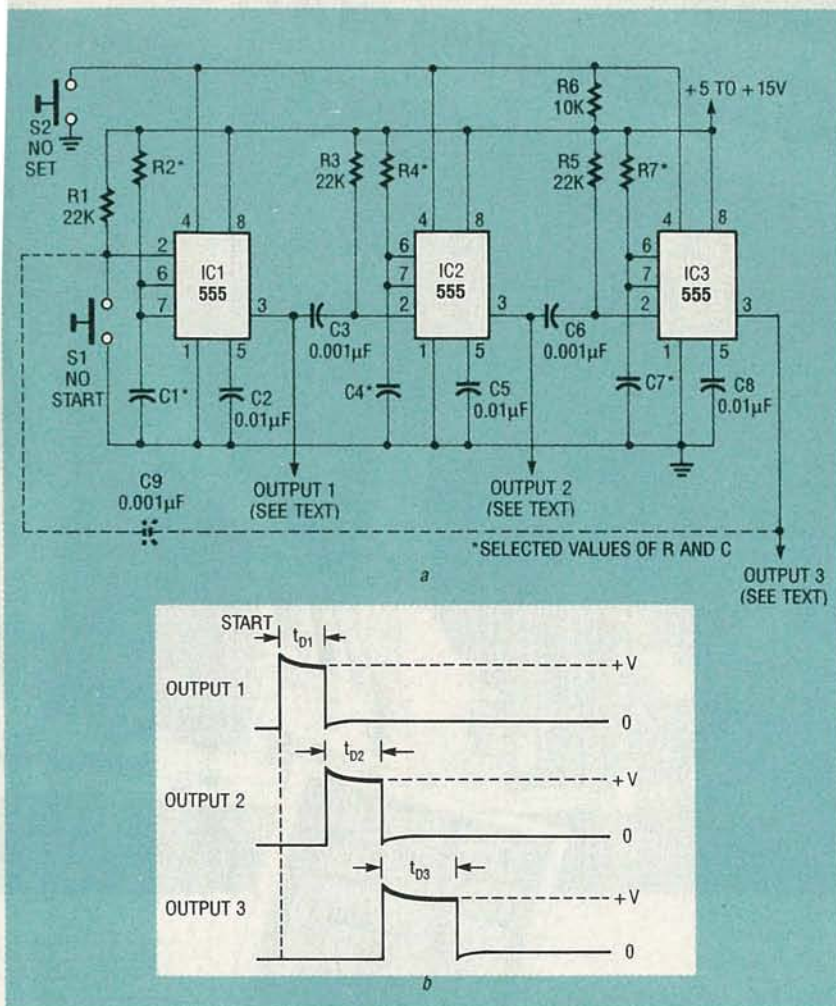 S2
NO
SET
R1
22K
R2*
R3
22K
R4*
R6
10K
R5
22K
R7*
+5 TO +15V
4
8
2
6
7
IC1
555
3
1
5
S1
NO
START
C1*
C2
0.01µF
C3
0.001µF
4
8
6
7
2
IC2
555
3
1
5
C4*
C5
0.01µF
C6
0.001µF
4
8
6
7
2
IC3
555
3
1
5
C7*
C8
0.01µF
C9
0.001µF
OUTPUT 1
(SEE TEXT)
OUTPUT 2
(SEE TEXT)
*SELECTED VALUES OF R AND C
OUTPUT 3
(SEE TEXT)
a
START
tD1
OUTPUT 1
+V
0
tD2
OUTPUT 2
+V
0
tD3
OUTPUT 3
+V
0
b